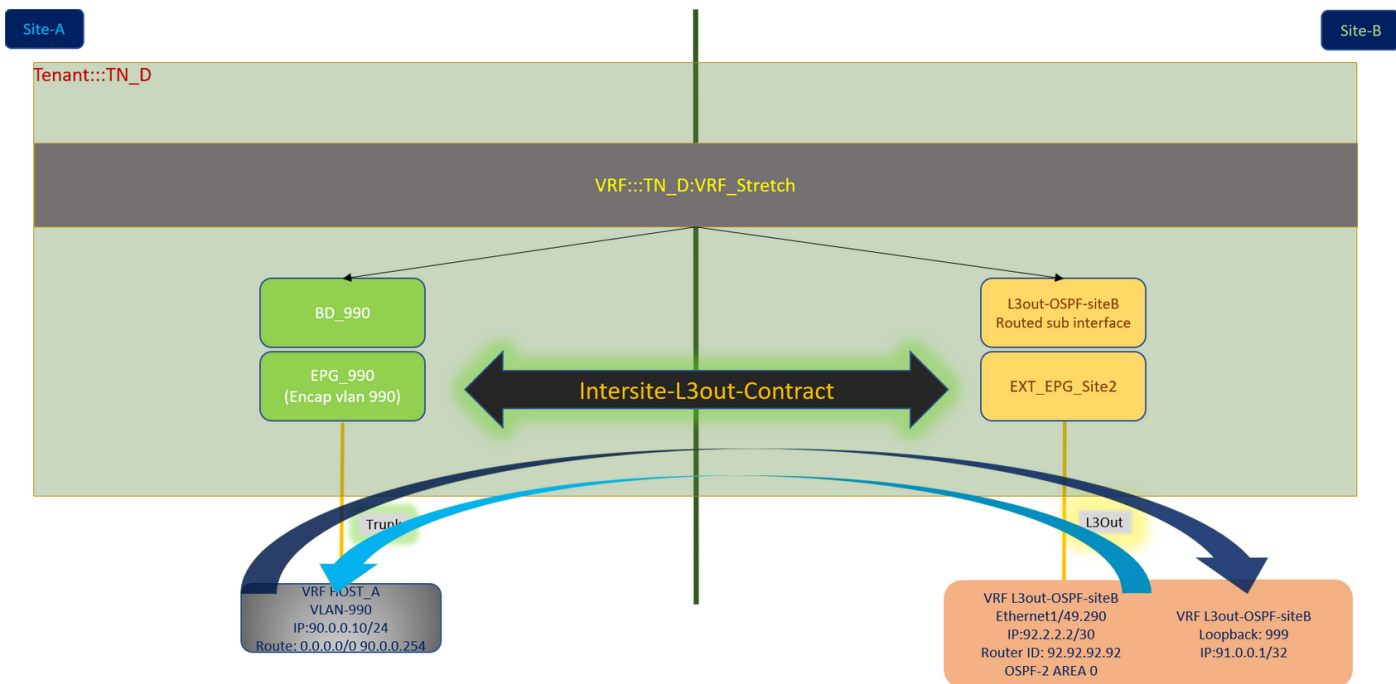 Site-A
Site-B
Tenant:::TN_D
VRF:::TN_D:VRF_Stretch
BD_990
L3out-OSPF-siteB
Routed sub interface
EPG_990
(Encap vlan 990)
Intersite-L3out-Contract
EXT_EPG_Site2
Trunk
L3Out
VRF HOST_A
VLAN-990
IP:90.0.0.10/24
Route: 0.0.0.0/0 90.0.0.254
VRF L3out-OSPF-siteB
Ethernet1/49.290
IP:92.2.2.2/30
Router ID: 92.92.92.92
OSPF-2 AREA 0
VRF L3out-OSPF-siteB
Loopback: 999
IP:91.0.0.1/32